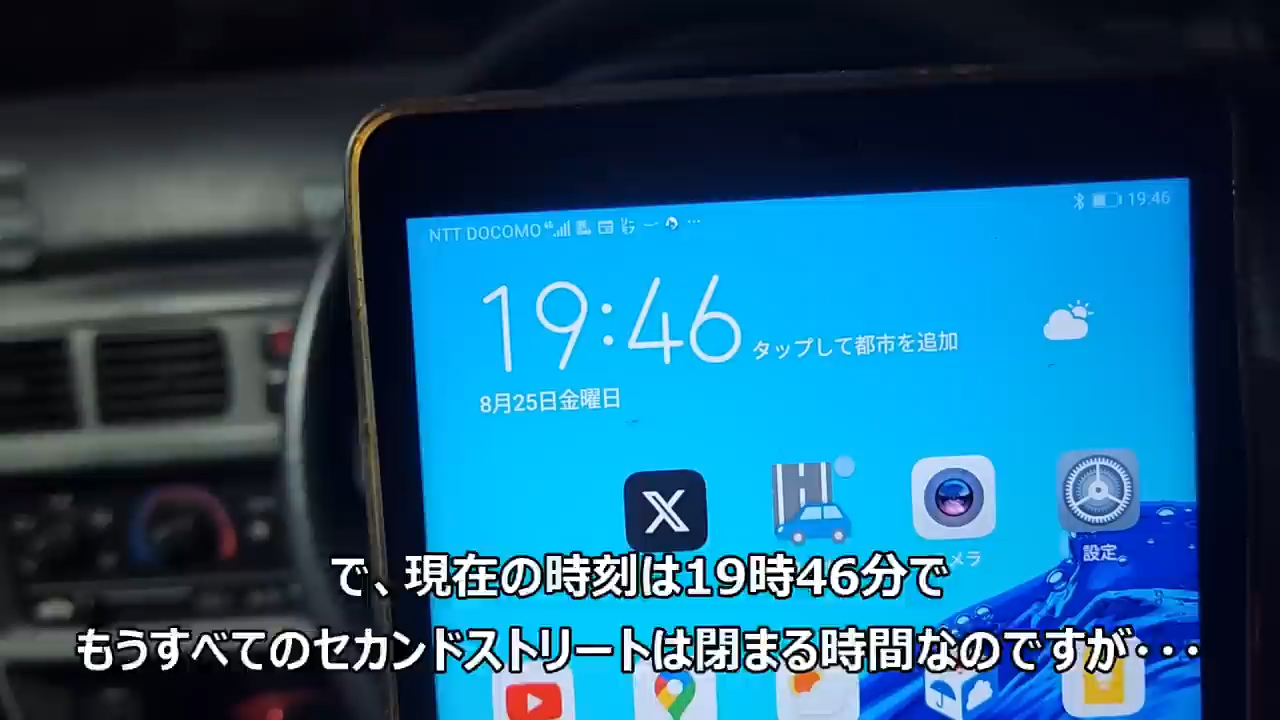 NTT DOCOMO
19:46
19:46
タップして都市を追加
8月25日金曜日
メラ
設定
で、現在の時刻は19時46分で
もうすべてのセカンドストリートは閉まる時間なのですが・・・